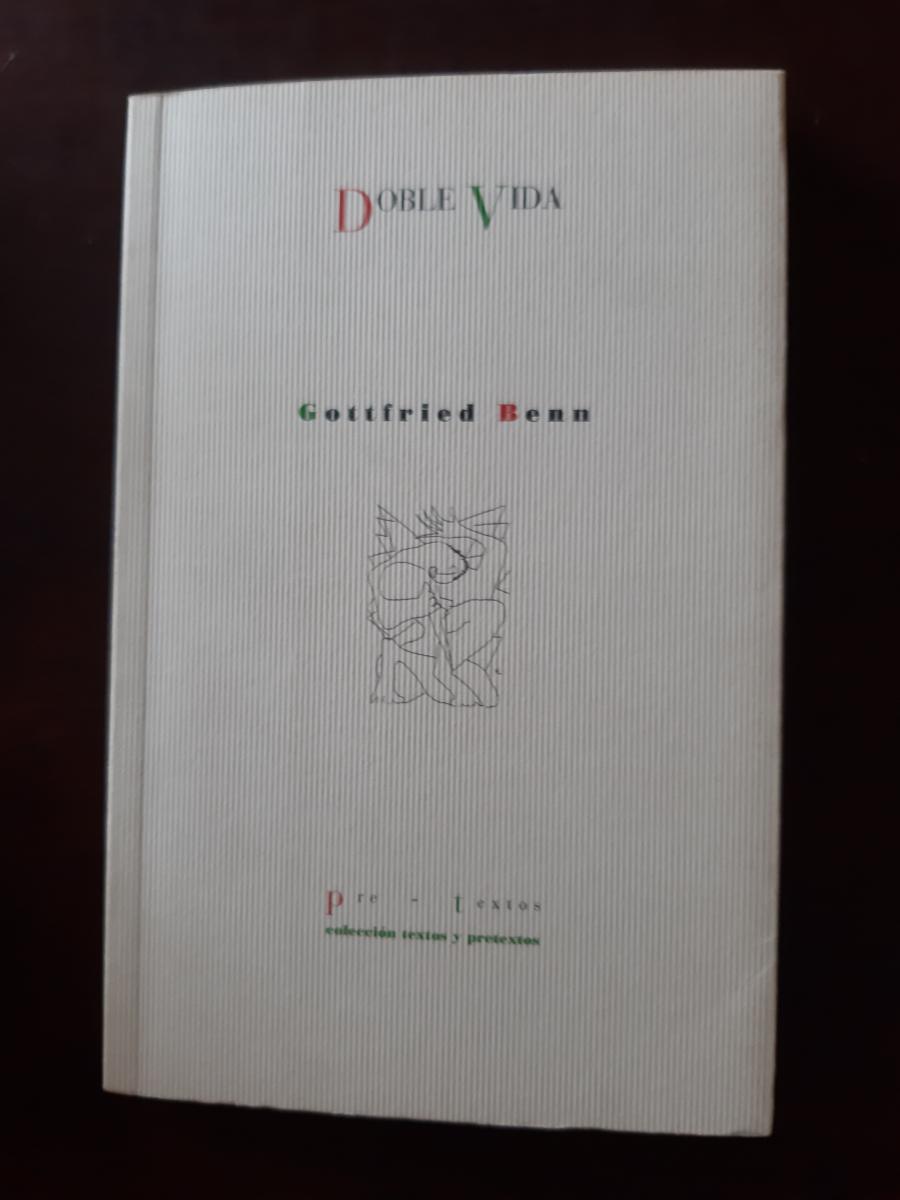 DOBLE VIDA
Gottfried Benn
pre - textos
colección textos y pretextos